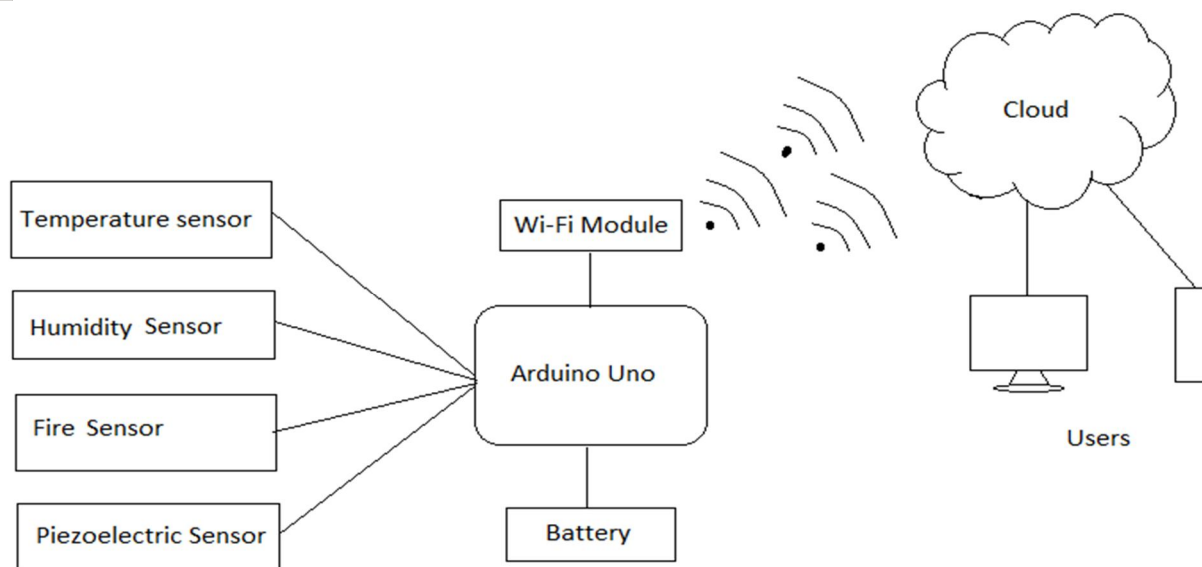 Cloud
Temperature sensor
Wi-Fi Module
Humidity Sensor
Arduino Uno
Fire Sensor
Users
Piezoelectric Sensor
Battery